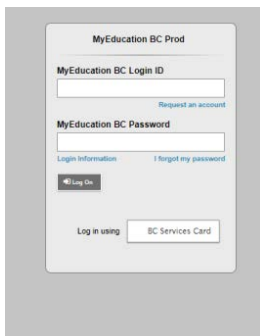 MyEducation BC Prod
MyEducation BC Login ID
Request an account
MyEducation BC Password
Login Information I forgot my password
Log On
Log in using BC Services Card